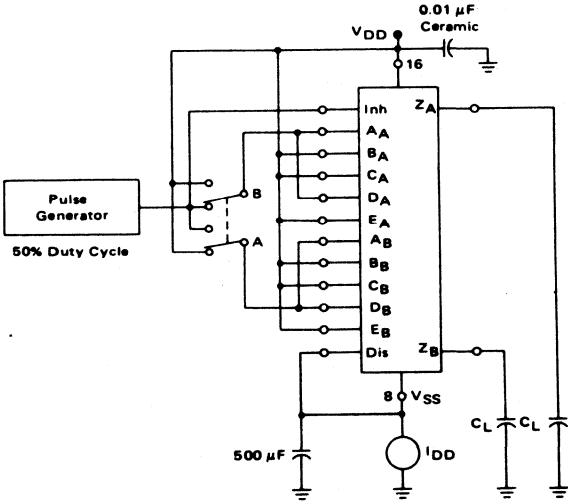 0.01 μF
Ceramic
VDD
16
Inh
ZA
AA
BA
CA
B
DA
Pulse
Generator
EA
A
AB
50% Duty Cycle
BB
CB
DB
EB
Dis
ZB
8
VSS
CL
CL
500 μF
IDD